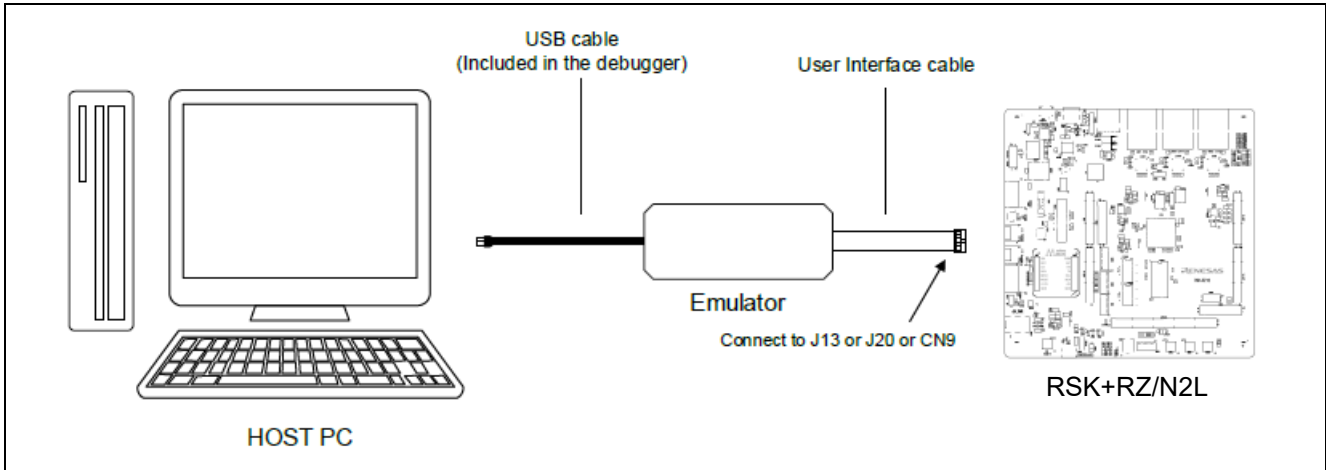 USB cable
(Included in the debugger)
User Interface cable
RENESAS
Emulator
Connect to J13 or J20 or CN9
RSK+RZ/N2L
HOST PC